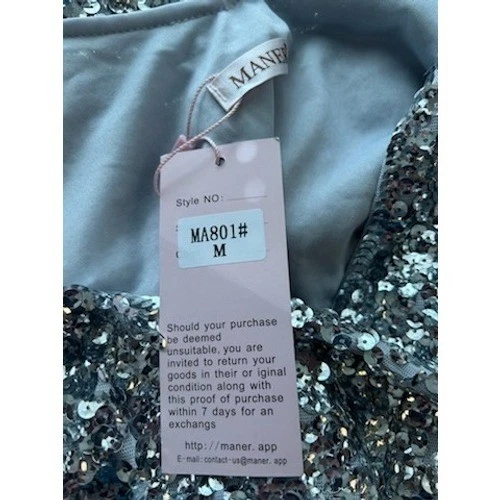 MANER
Style NO:
MA801#
M
Should your purchase
be deemed
unsuitable, you are
invited to return your
goods in their or iginal
condition along with
this proof of purchase
within 7 days for an
exchangs
http://maner.app
E-mail:contact-us@maner.app